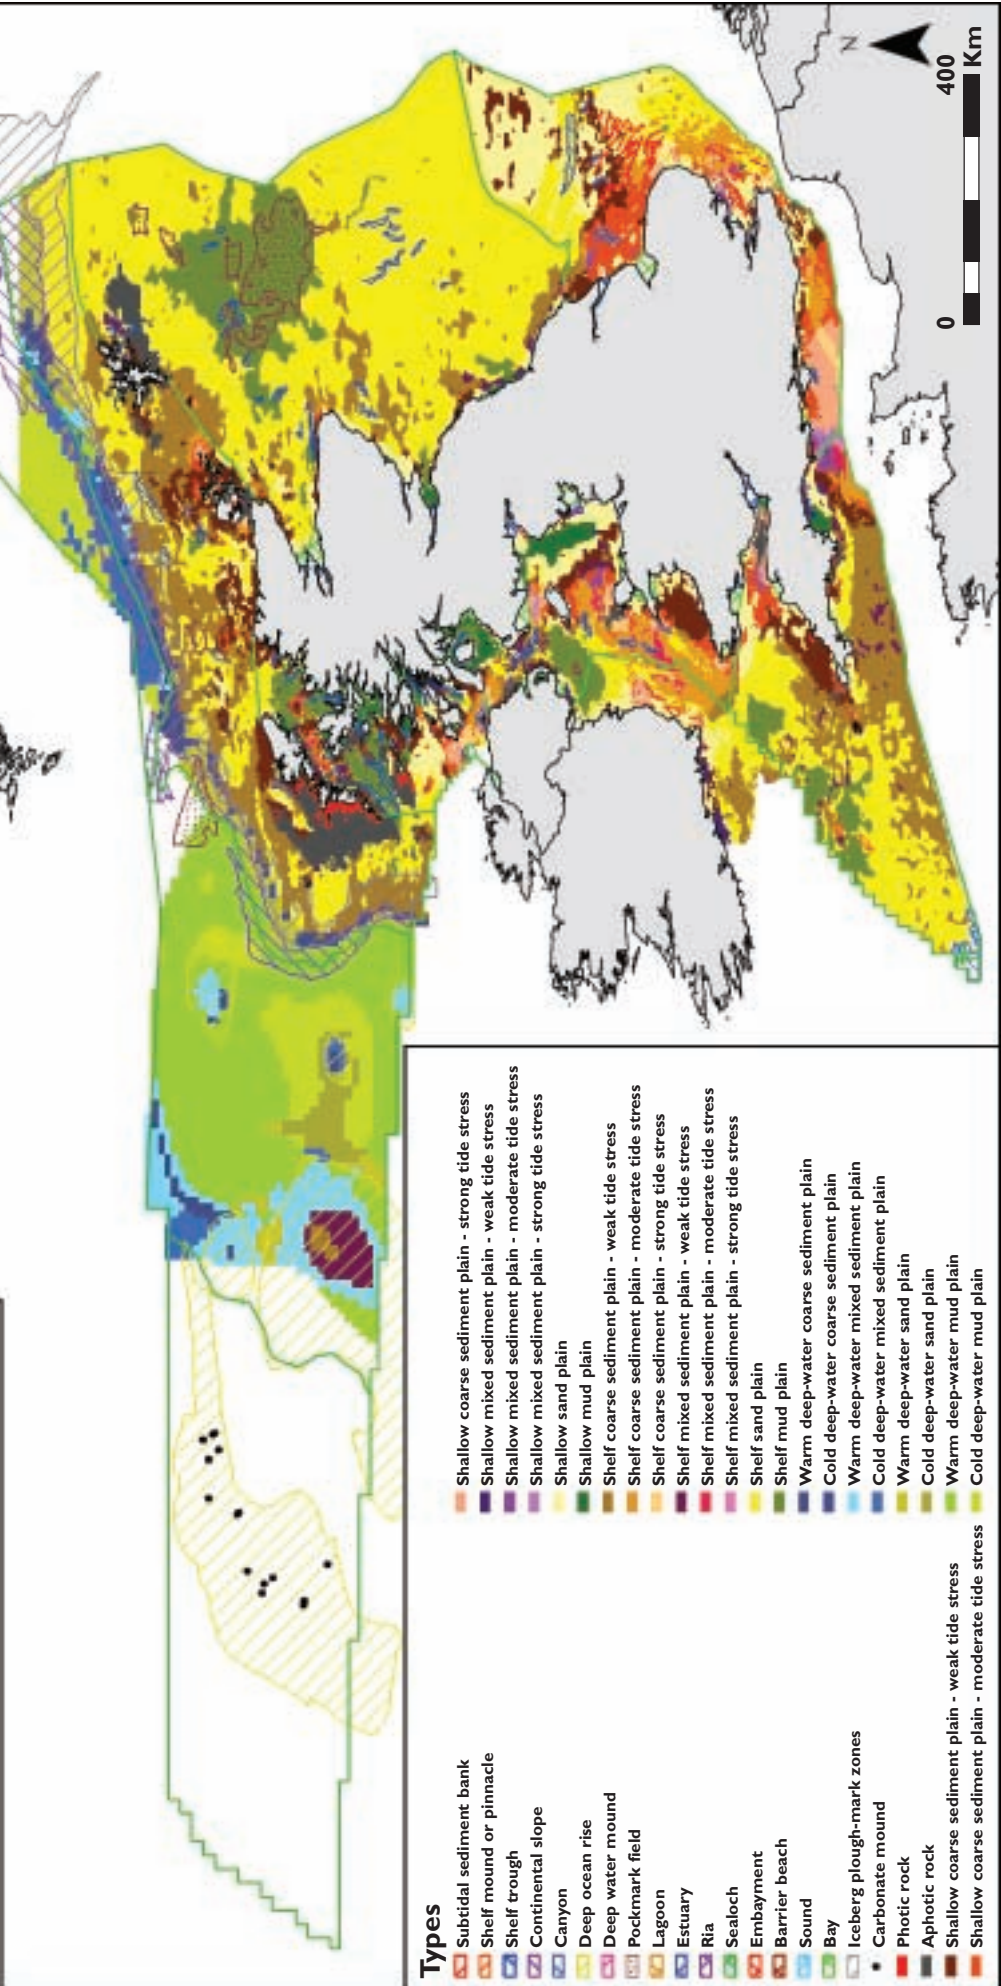 Types
Subtidal sediment bank
Shelf mound or pinnacle
Shelf trough
Continental slope
Canyon
Deep ocean rise
Deep water mound
Pockmark field
Lagoon
Estuary
Ria
Sealoch
Embayment
Barrier beach
Sound
Bay
Iceberg plough-mark zones
Carbonate mound
Photic rock
Aphotic rock
Shallow coarse sediment plain - weak tide stress
Shallow coarse sediment plain - moderate tide stress
Shallow coarse sediment plain - strong tide stress
Shallow mixed sediment plain - weak tide stress
Shallow mixed sediment plain - moderate tide stress
Shallow mixed sediment plain - strong tide stress
Shallow sand plain
Shallow mud plain
Shelf coarse sediment plain - weak tide stress
Shelf coarse sediment plain - moderate tide stress
Shelf coarse sediment plain - strong tide stress
Shelf mixed sediment plain - weak tide stress
Shelf mixed sediment plain - moderate tide stress
Shelf mixed sediment plain - strong tide stress
Shelf sand plain
Shelf mud plain
Warm deep-water coarse sediment plain
Cold deep-water coarse sediment plain
Warm deep-water mixed sediment plain
Cold deep-water mixed sediment plain
Warm deep-water sand plain
Cold deep-water sand plain
Warm deep-water mud plain
Cold deep-water mud plain
N
0 400
Km